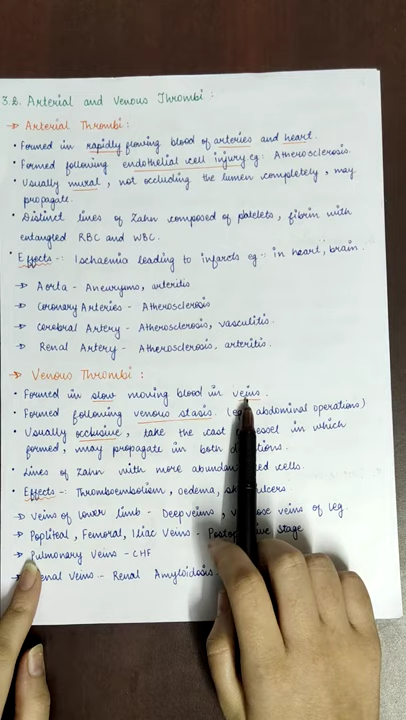 3.2. Arterial and Venous Thrombi :
→ Arterial Thrombi :
• Formed in rapidly flowing blood of arteries and heart.
• Formed following endothelial cell injury eg: Atherosclerosis.
• Usually mural, not occluding the lumen completely, may
propagate.
• Distinct lines of Zahn composed of platelets, fibrin with
entangled RBC and WBC.
• Effects -: Ischaemia leading to infarcts eg-: in heart, brain.
→ Aorta - Aneurysms, arteritis
→ Coronary Arteries - Atherosclerosis
→ Cerebral Artery - Atherosclerosis, vasculitis.
→ Renal Artery - Atherosclerosis, arteritis.
→ Venous Thrombi :
• Formed in slow moving blood in veins.
• Formed following venous stasis. abdominal operations)
• Usually occlusive, take the cast vessel in which
formed, may propagate in both directions.
• Lines of Zahn with more cells.
• Effects -: Thromboembolism, oedema, ulcers
→ Veins of lower limb - Deep veins, veins of leg.
→ Popliteal, Femoral, Iliac Veins - stage
→ Pulmonary Veins - CHF
→ Veins - Renal Amyloidosis.